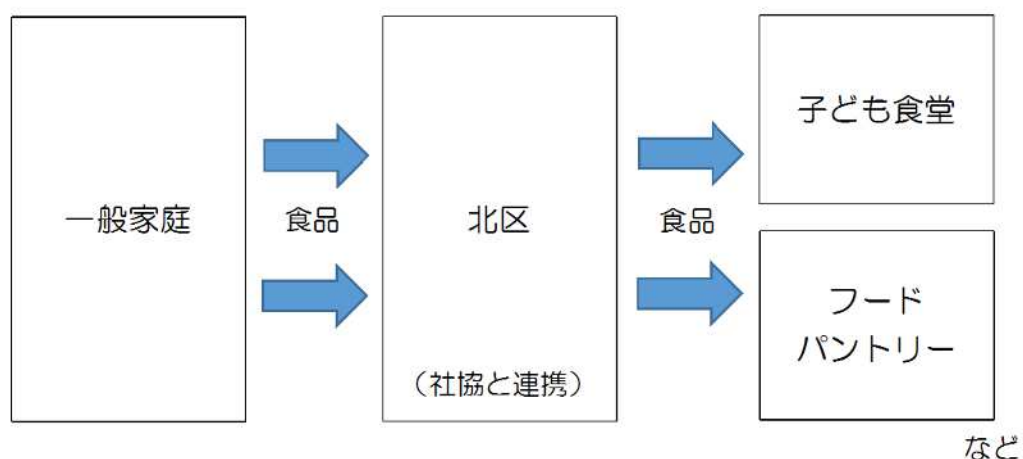 一般家庭
食品
北区
(社協と連携)
食品
子ども食堂
フード
パントリー
など